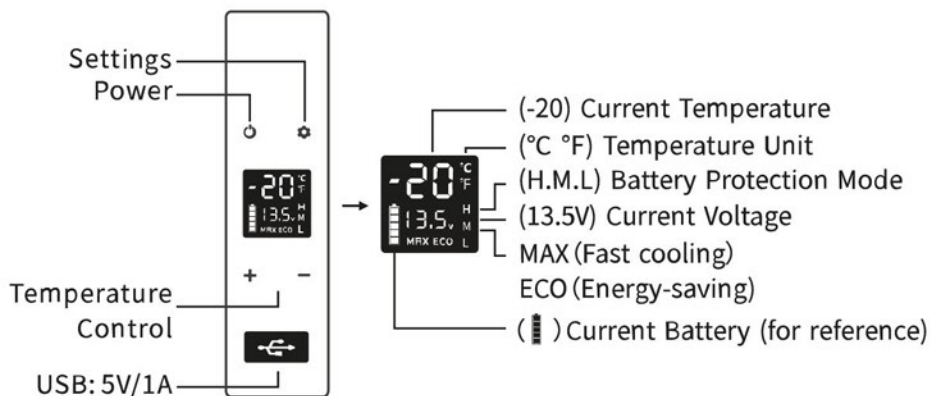 Settings
Power
-20 °C °F
13.5v H M L
MAX ECO
Temperature
Control
USB: 5V/1A
-20 °C °F
13.5v H M L
MAX ECO
(-20) Current Temperature
(°C °F) Temperature Unit
(H.M.L) Battery Protection Mode
(13.5V) Current Voltage
MAX (Fast cooling)
ECO (Energy-saving)
( ) Current Battery (for reference)